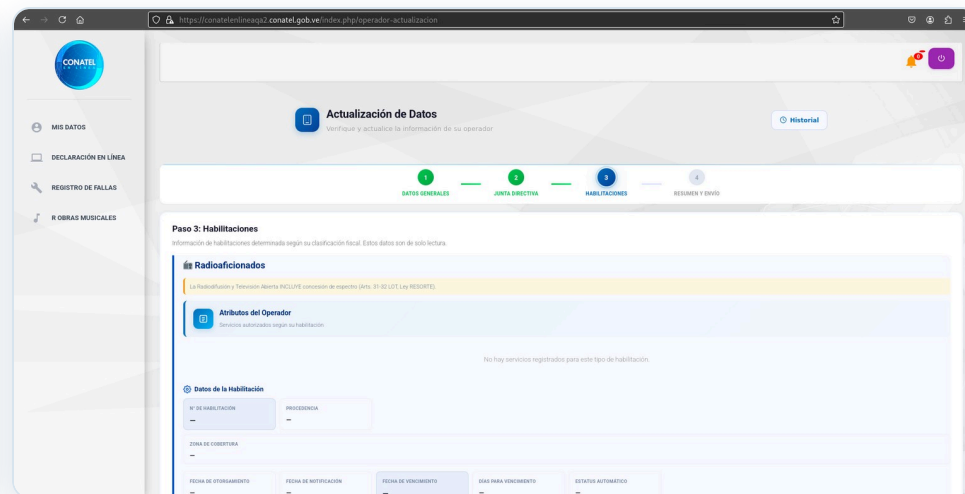 https://conatelenlineaqa2.conatel.gob.ve/index.php/operador-actualizacion
CONATEL
EN LÍNEA
0
MIS DATOS
DECLARACIÓN EN LÍNEA
REGISTRO DE FALLAS
R OBRAS MUSICALES
Actualización de Datos
Verifique y actualice la información de su operador
Historial
1
2
3
4
DATOS GENERALES
JUNTA DIRECTIVA
HABILITACIONES
RESUMEN Y ENVÍO
Paso 3: Habilitaciones
Información de habilitaciones determinada según su clasificación fiscal. Estos datos son de solo lectura.
Radioaficionados
La Radiodifusión y Televisión Abierta INCLUYE concesión de espectro (Arts. 31-32 LOT, Ley RESORTE).
Atributos del Operador
Servicios autorizados según su habilitación
No hay servicios registrados para este tipo de habilitación.
Datos de la Habilitación
N° DE HABILITACIÓN
–
PROCEDENCIA
–
ZONA DE COBERTURA
–
FECHA DE OTORGAMIENTO
–
FECHA DE NOTIFICACIÓN
–
FECHA DE VENCIMIENTO
–
DÍAS PARA VENCIMIENTO
–
ESTATUS AUTOMÁTICO
–